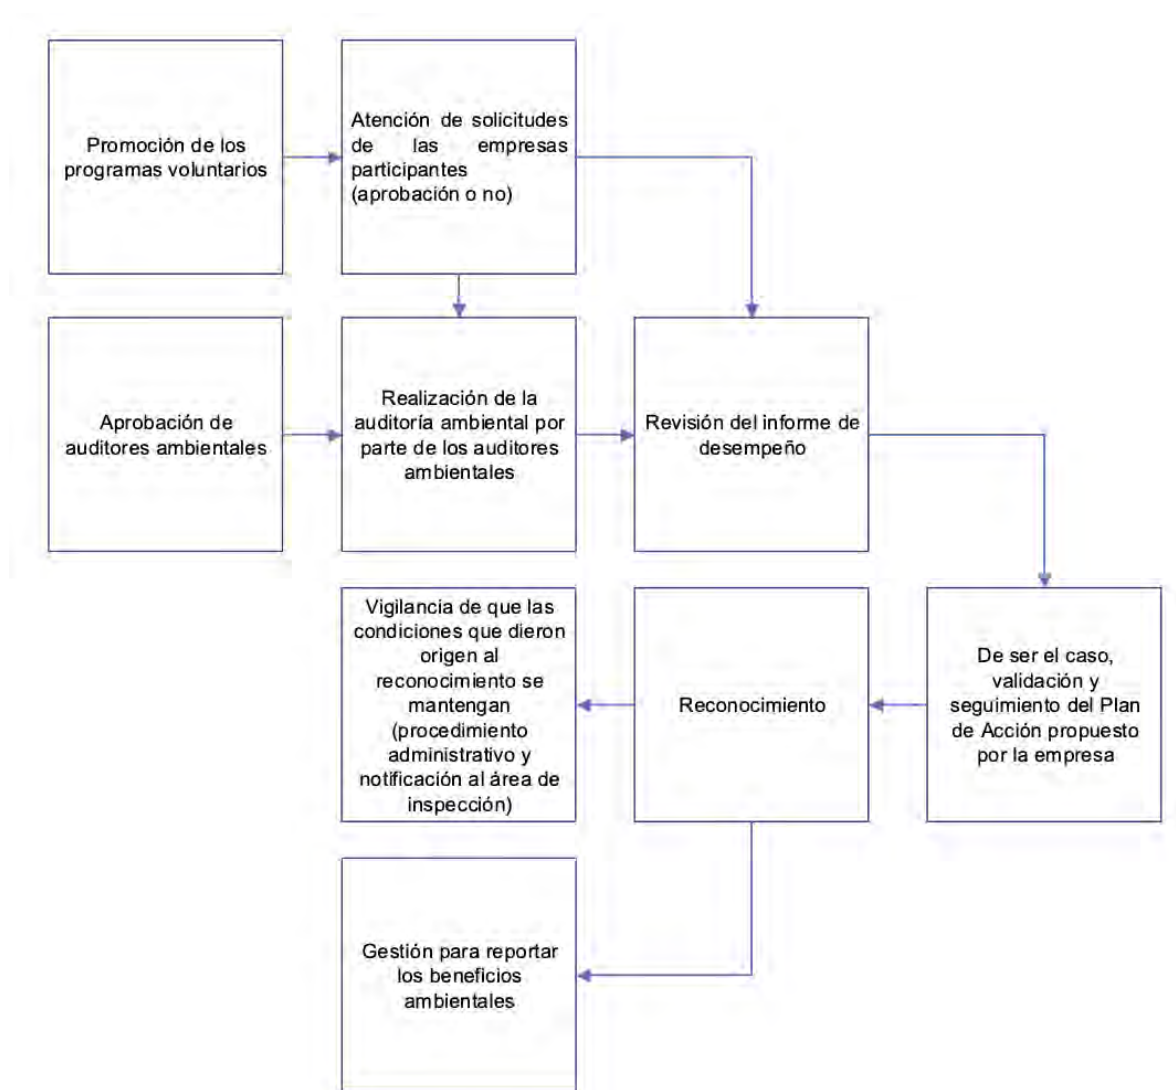 Promoción de los
programas voluntarios
Atención de solicitudes
de las empresas
participantes
(aprobación o no)
Aprobación de
auditores ambientales
Realización de la
auditoría ambiental por
parte de los auditores
ambientales
Revisión del informe de
desempeño
Vigilancia de que las
condiciones que dieron
origen al
reconocimiento se
mantengan
(procedimiento
administrativo y
notificación al área de
inspección)
Reconocimiento
De ser el caso,
validación y
seguimiento del Plan
de Acción propuesto
por la empresa
Gestión para reportar
los beneficios
ambientales